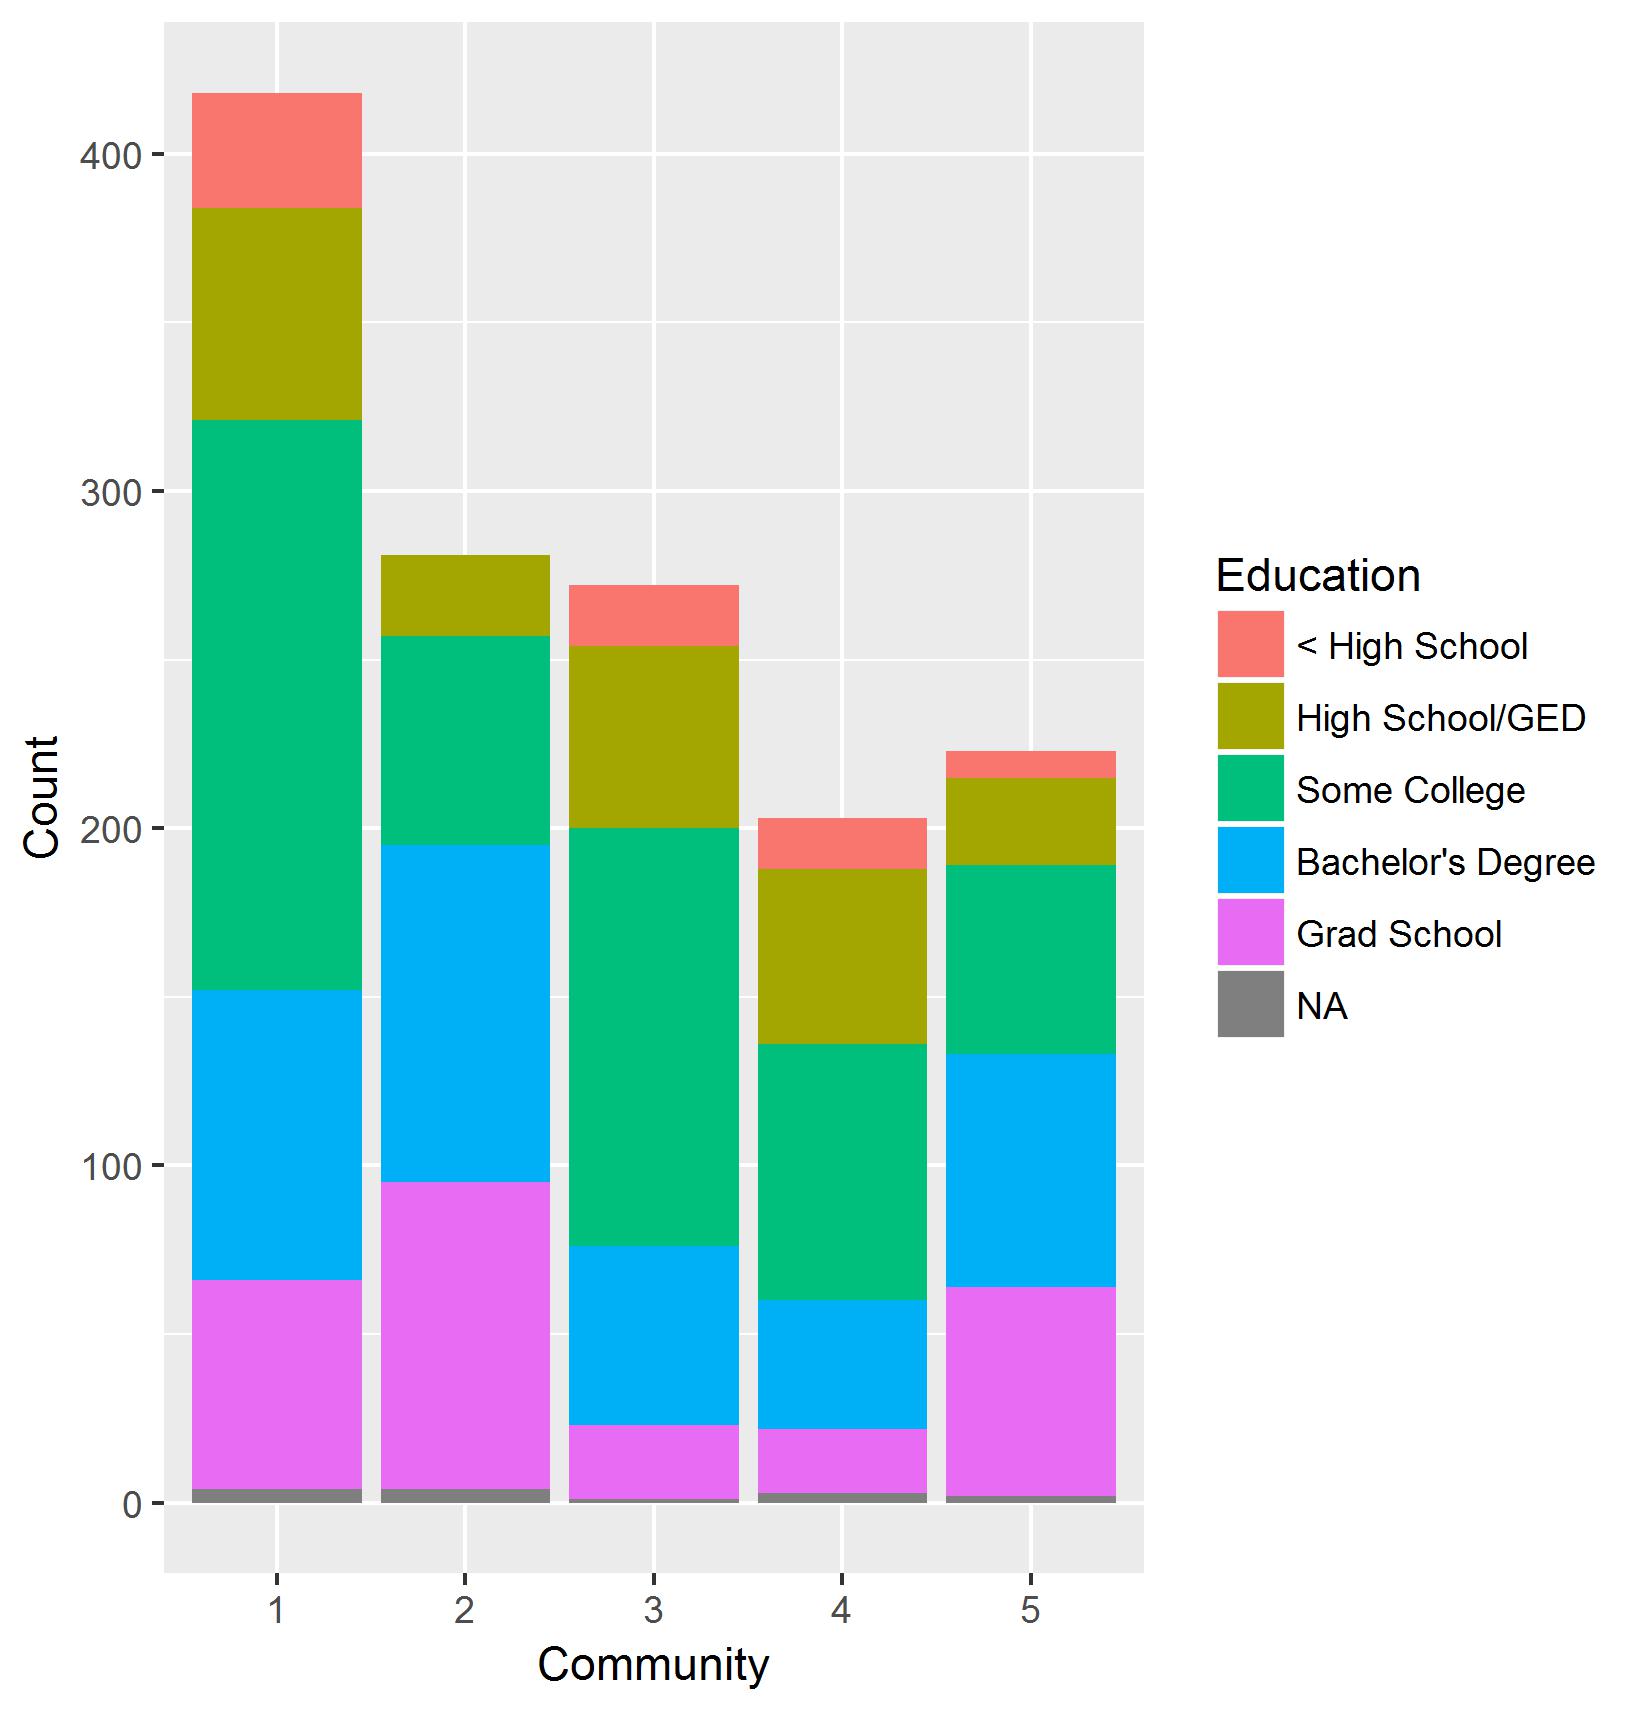 Count
400
300
200
100
0
1 2 3 4 5
Community
Education
< High School
High School/GED
Some College
Bachelor's Degree
Grad School
NA